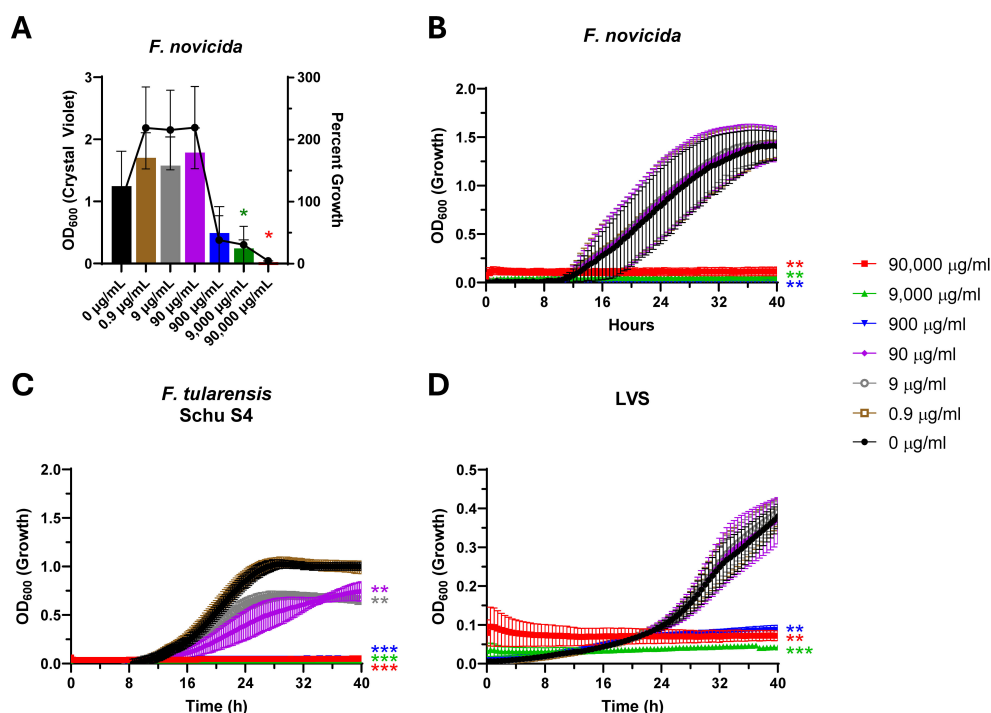 A
F. novicida
OD600 (Crystal Violet)
3
2
1
0
300
200
100
0
Percent Growth
*
*
0 µg/mL
0.9 µg/mL
9 µg/mL
90 µg/mL
900 µg/mL
9,000 µg/mL
90,000 µg/mL
B
F. novicida
OD600 (Growth)
2.0
1.5
1.0
0.5
0.0
0 8 16 24 32 40
Hours
**
**
**
90,000 µg/ml
9,000 µg/ml
900 µg/ml
90 µg/ml
9 µg/ml
0.9 µg/ml
0 µg/ml
C
F. tularensis
Schu S4
OD600 (Growth)
2.0
1.5
1.0
0.5
0.0
0 8 16 24 32 40
Time (h)
**
**
***
***
***
D
LVS
OD600 (Growth)
0.5
0.4
0.3
0.2
0.1
0.0
0 8 16 24 32 40
Time (h)
**
**
***